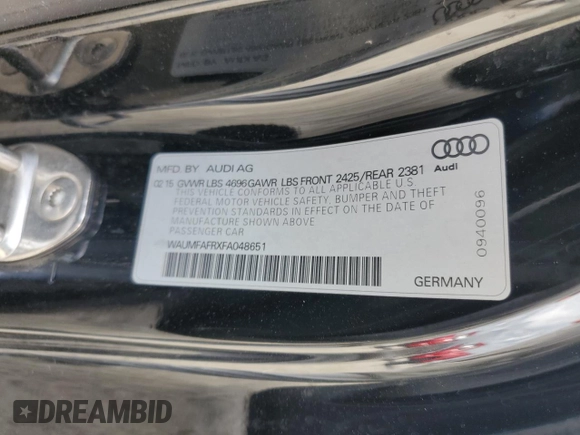 MFD. BY AUDI AG
02 15 GVWR LBS 4696 GAWR LBS FRONT 2425/REAR 2381
THIS VEHICLE CONFORMS TO ALL APPLICABLE U.S
FEDERAL MOTOR VEHICLE SAFETY, BUMPER AND THEFT
PREVENTION STANDARDS IN EFFECT ON THE DATE OF
MANUFACTURE SHOWN ABOVE
PASSENGER CAR
WAUMFAFRXFA048651
Audi
0940096
GERMANY
DREAMBID